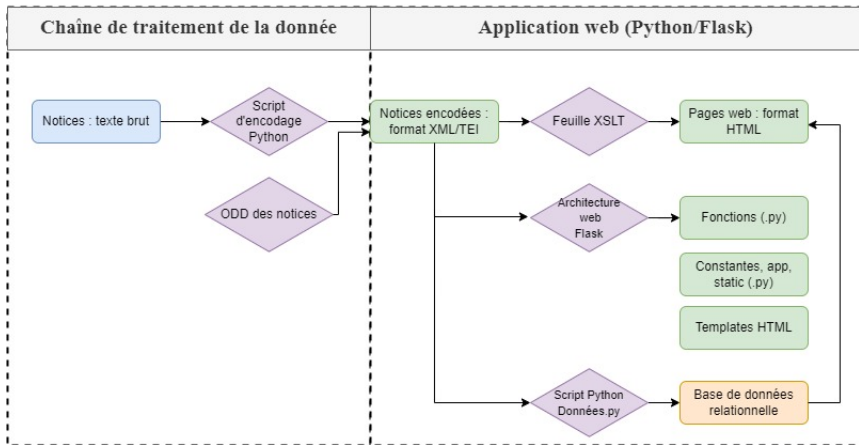 Chaîne de traitement de la donnée
Application web (Python/Flask)
Notices : texte brut
Script
d'encodage
Python
Notices encodées :
format XML/TEI
Feuille XSLT
Pages web : format
HTML
ODD des notices
Architecture
web
Flask
Fonctions (.py)
Constantes, app,
static (.py)
Templates HTML
Script Python
Données.py
Base de données
relationnelle